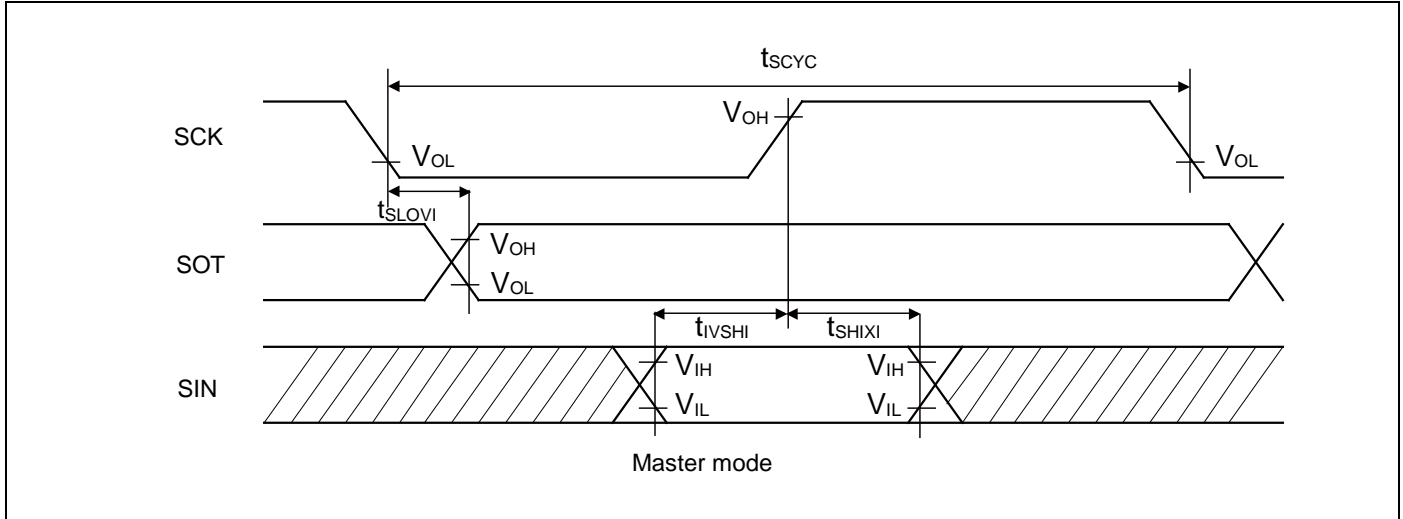 tSCYC
SCK
VOH
VOL
VOL
tSLOVI
SOT
VOH
VOL
tIVSHI
tSHIXI
SIN
VIH
VIH
VIL
VIL
Master mode